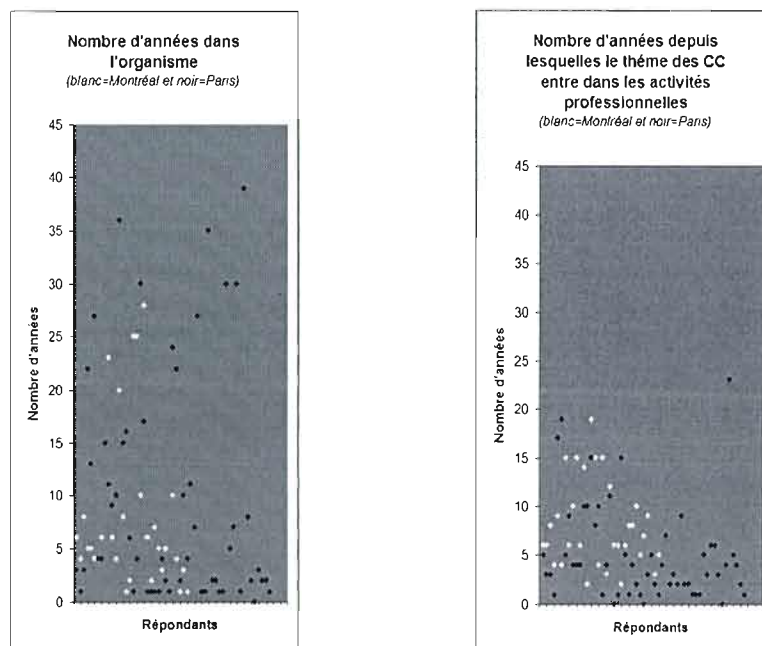 Nombre d'années dans
l'organisme
(blanc=Montréal et noir=Paris)
45
40
35
30
25
20
15
10
5
0
Nombre d'années
Répondants
Nombre d'années depuis
lesquelles le théme des CC
entre dans les activités
professionnelles
(blanc=Montréal et noir=Paris)
45
40
35
30
25
20
15
10
5
0
Nombre d'années
Répondants